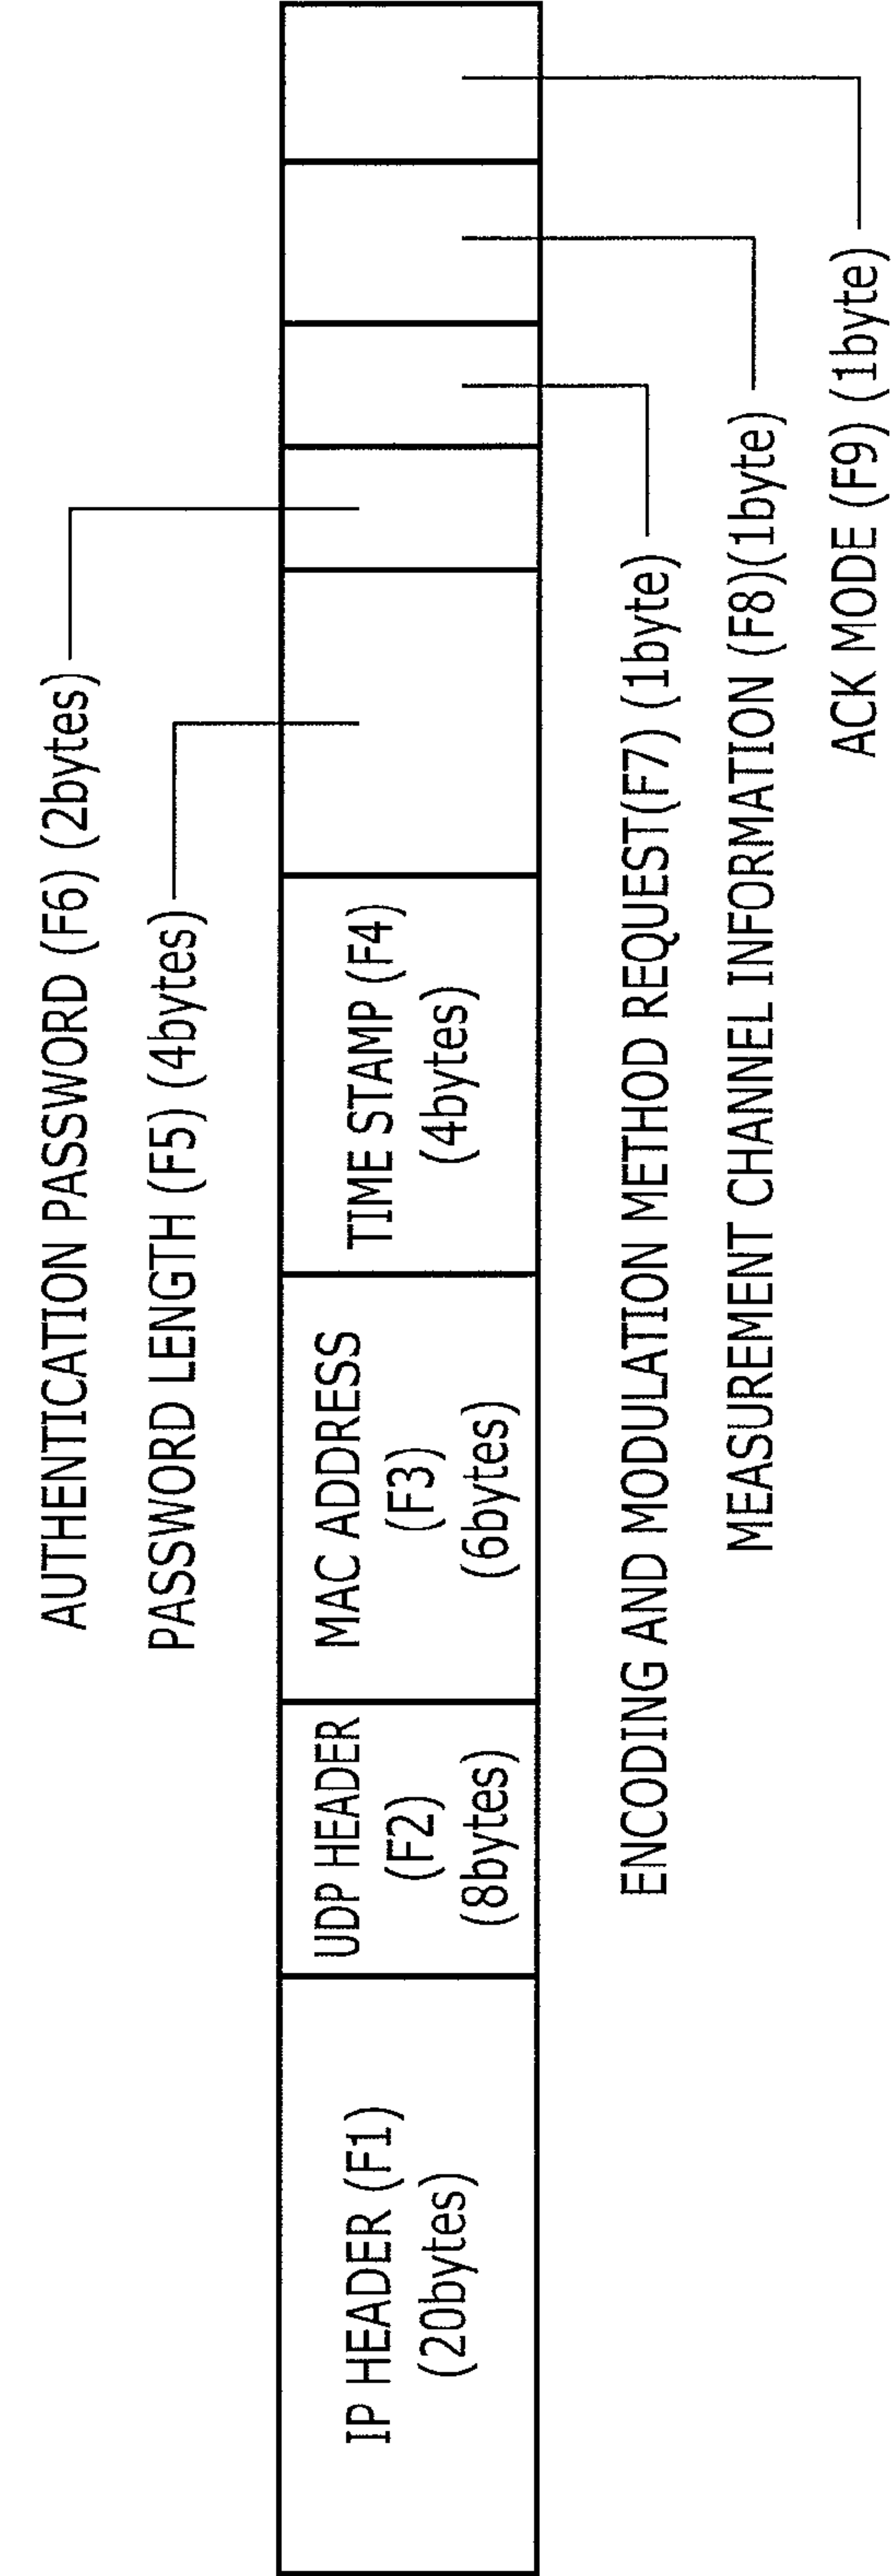 AUTHENTICATION PASSWORD (F6) (2bytes)
PASSWORD LENGTH (F5) (4bytes)
IP HEADER (F1)
(20bytes)
UDP HEADER
(F2)
(8bytes)
MAC ADDRESS
(F3)
(6bytes)
TIME STAMP (F4)
(4bytes)
ENCODING AND MODULATION METHOD REQUEST(F7) (1byte)
MEASUREMENT CHANNEL INFORMATION (F8)(1byte)
ACK MODE (F9) (1byte)